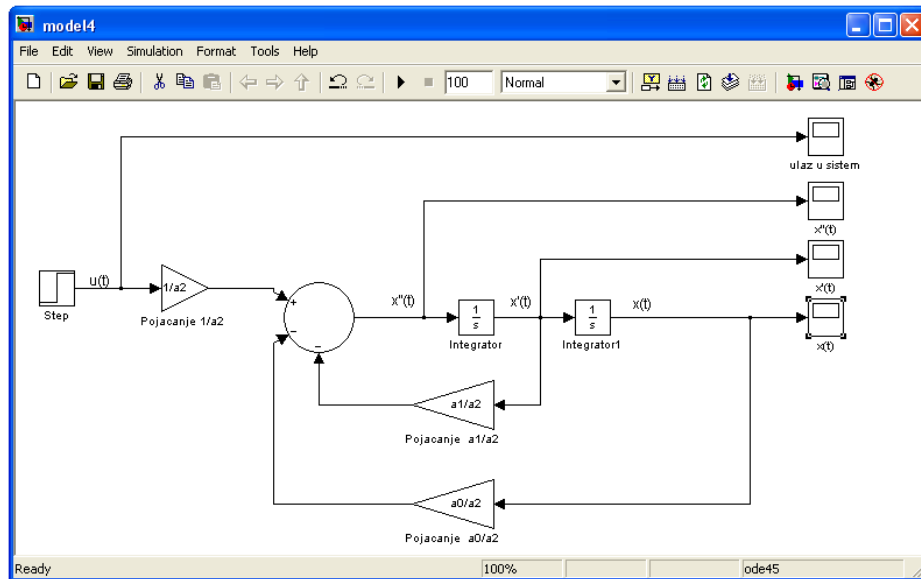 model4
File Edit View Simulation Format Tools Help
100 Normal
ulaz u sistem
x''(t)
x'(t)
x(t)
u(t)
Step
1/a2
Pojacanje 1/a2
+
−
−
x''(t)
1/s
Integrator
x'(t)
1/s
Integrator1
x(t)
a1/a2
Pojacanje a1/a2
a0/a2
Pojacanje a0/a2
Ready 100% ode45